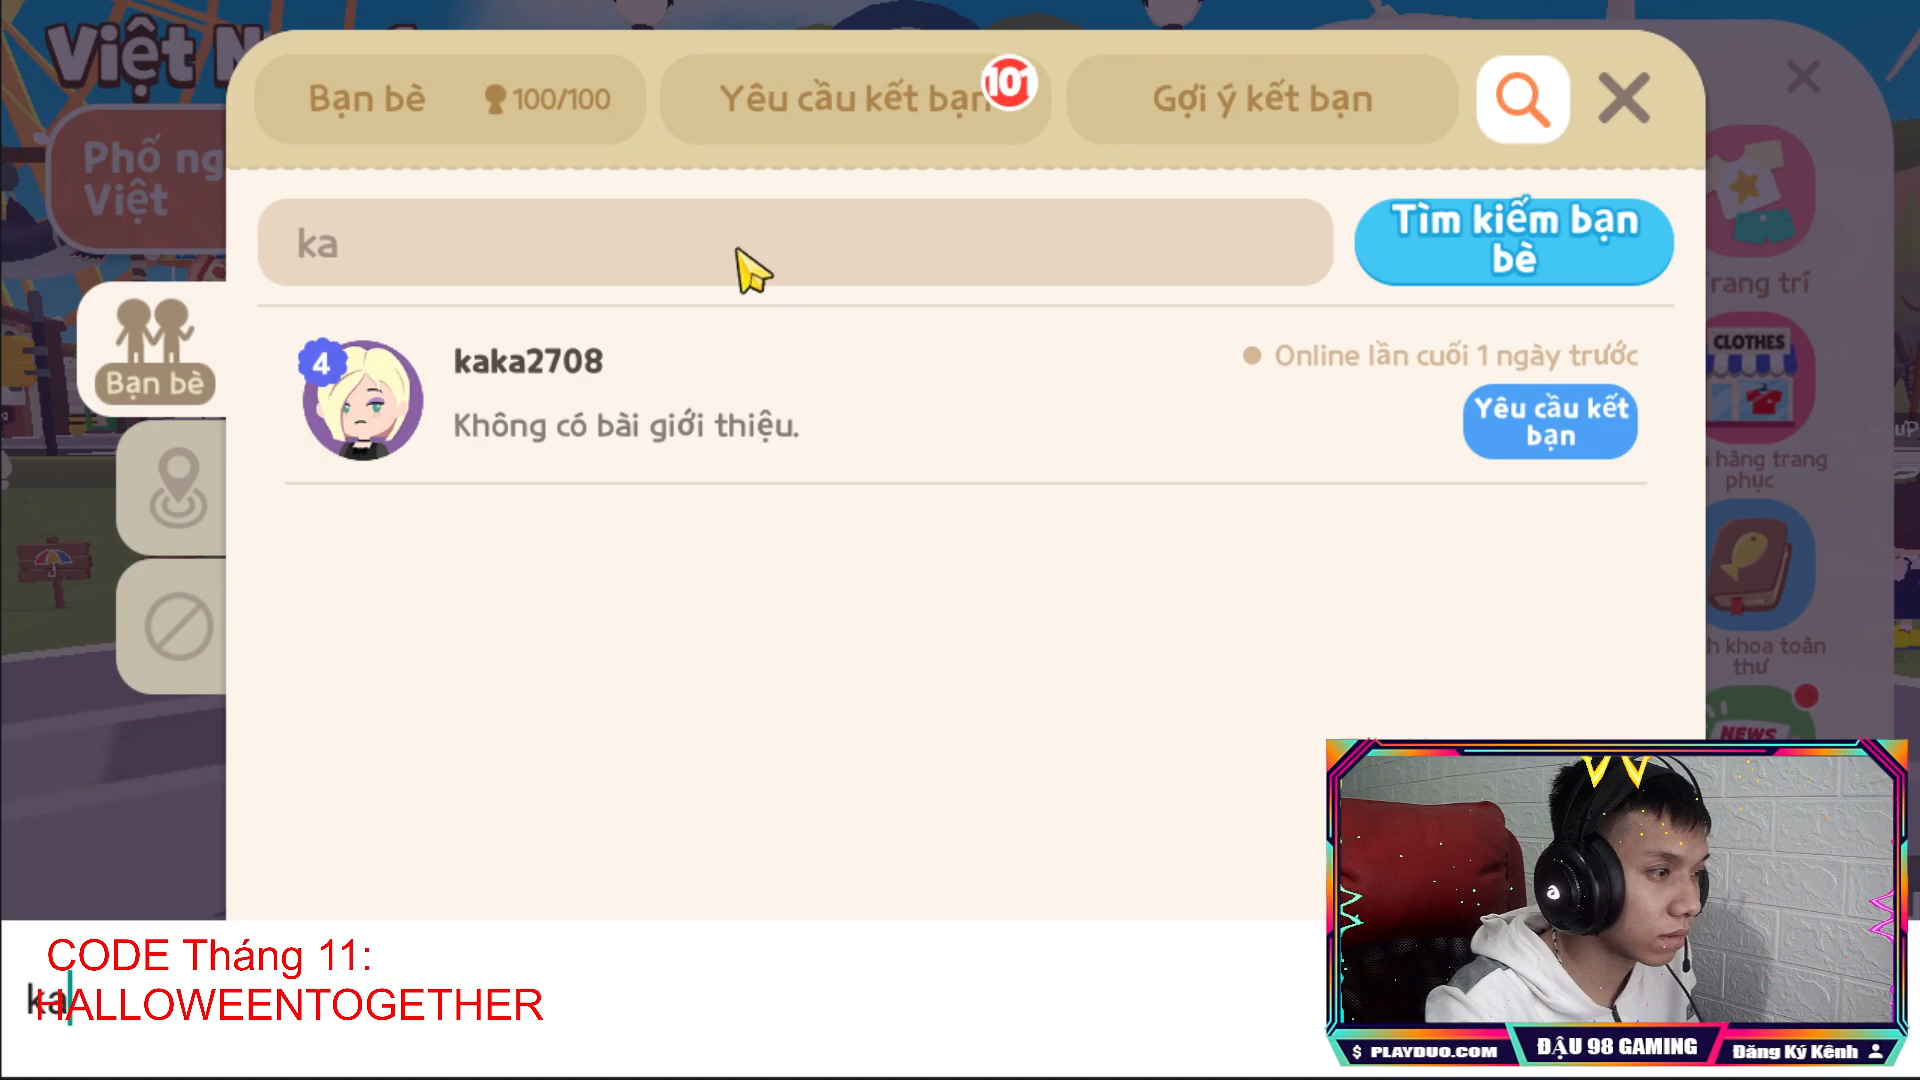 Việt N
Bạn bè
100/100
Yêu cầu kết bạn
101
Gợi ý kết bạn
Phố ng
Việt
ka
Tìm kiếm bạn
bè
4
kaka2708
Online lần cuối 1 ngày trước
Không có bài giới thiệu.
Yêu cầu kết
bạn
Bạn bè
rang trí
CLOTHES
hàng trang
phục
h khoa toàn
thư
NEWS
CODE Tháng 11:
ka
HALLOWEENTOGETHER
$ PLAYDUO.COM
ĐẬU 98 GAMING
Đăng Ký Kênh